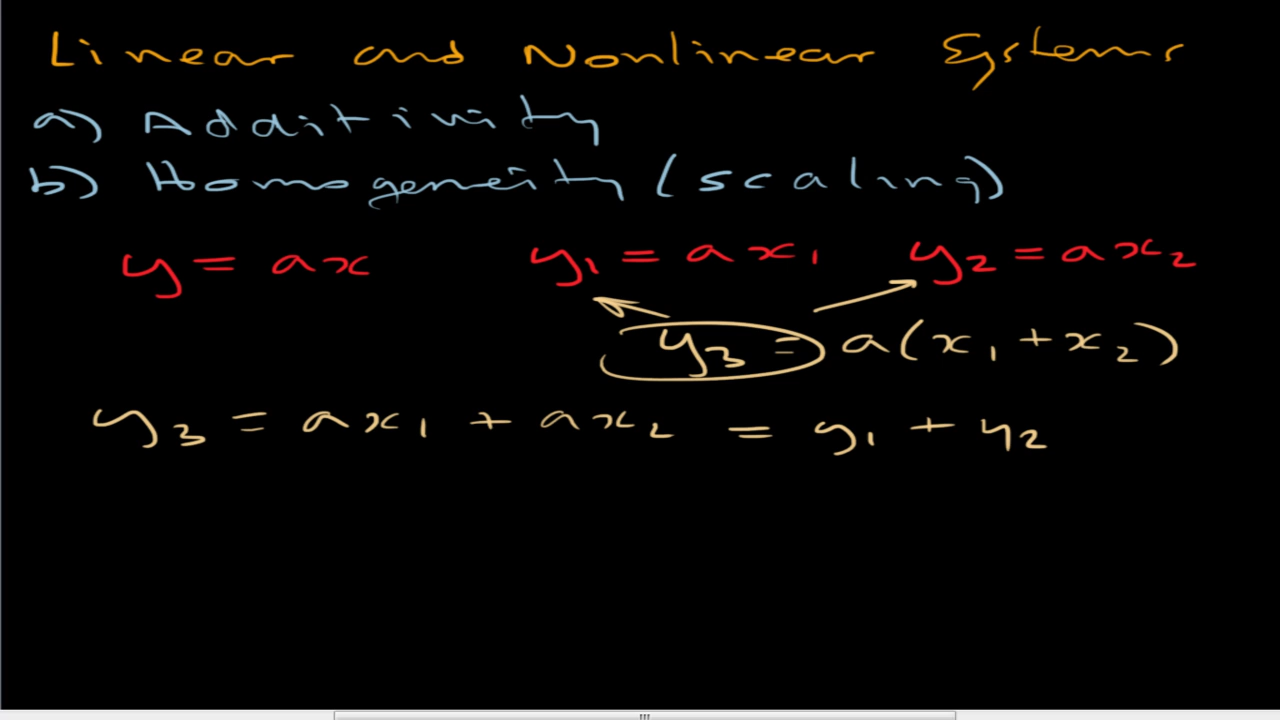 Linear and Nonlinear Systems
a) Additivity
b) Homogeneity (scaling)
y = ax y₁ = ax₁ y₂ = ax₂
y₃ = a(x₁ + x₂)
y₃ = ax₁ + ax₂ = y₁ + y₂